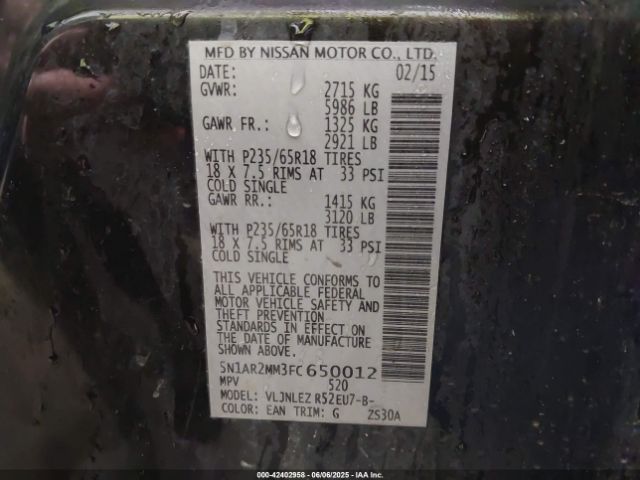 MFD BY NISSAN MOTOR CO., LTD.
DATE: 02/15
GVWR: 2715 KG
5986 LB
GAWR FR.: 1325 KG
2921 LB
WITH P235/65R18 TIRES
18 X 7.5 RIMS AT 33 PSI
COLD SINGLE
GAWR RR.: 1415 KG
3120 LB
WITH P235/65R18 TIRES
18 X 7.5 RIMS AT 33 PSI
COLD SINGLE
THIS VEHICLE CONFORMS TO
ALL APPLICABLE FEDERAL
MOTOR VEHICLE SAFETY AND
THEFT PREVENTION
STANDARDS IN EFFECT ON
THE DATE OF MANUFACTURE
SHOWN ABOVE.
5N1AR2MM3FC650012
MPV 520
MODEL: VLJNLEZ R52EU7-B-
COLOR: EAN TRIM: G ZS30A
000-42402958 - 06/06/2025 - IAAI.COM